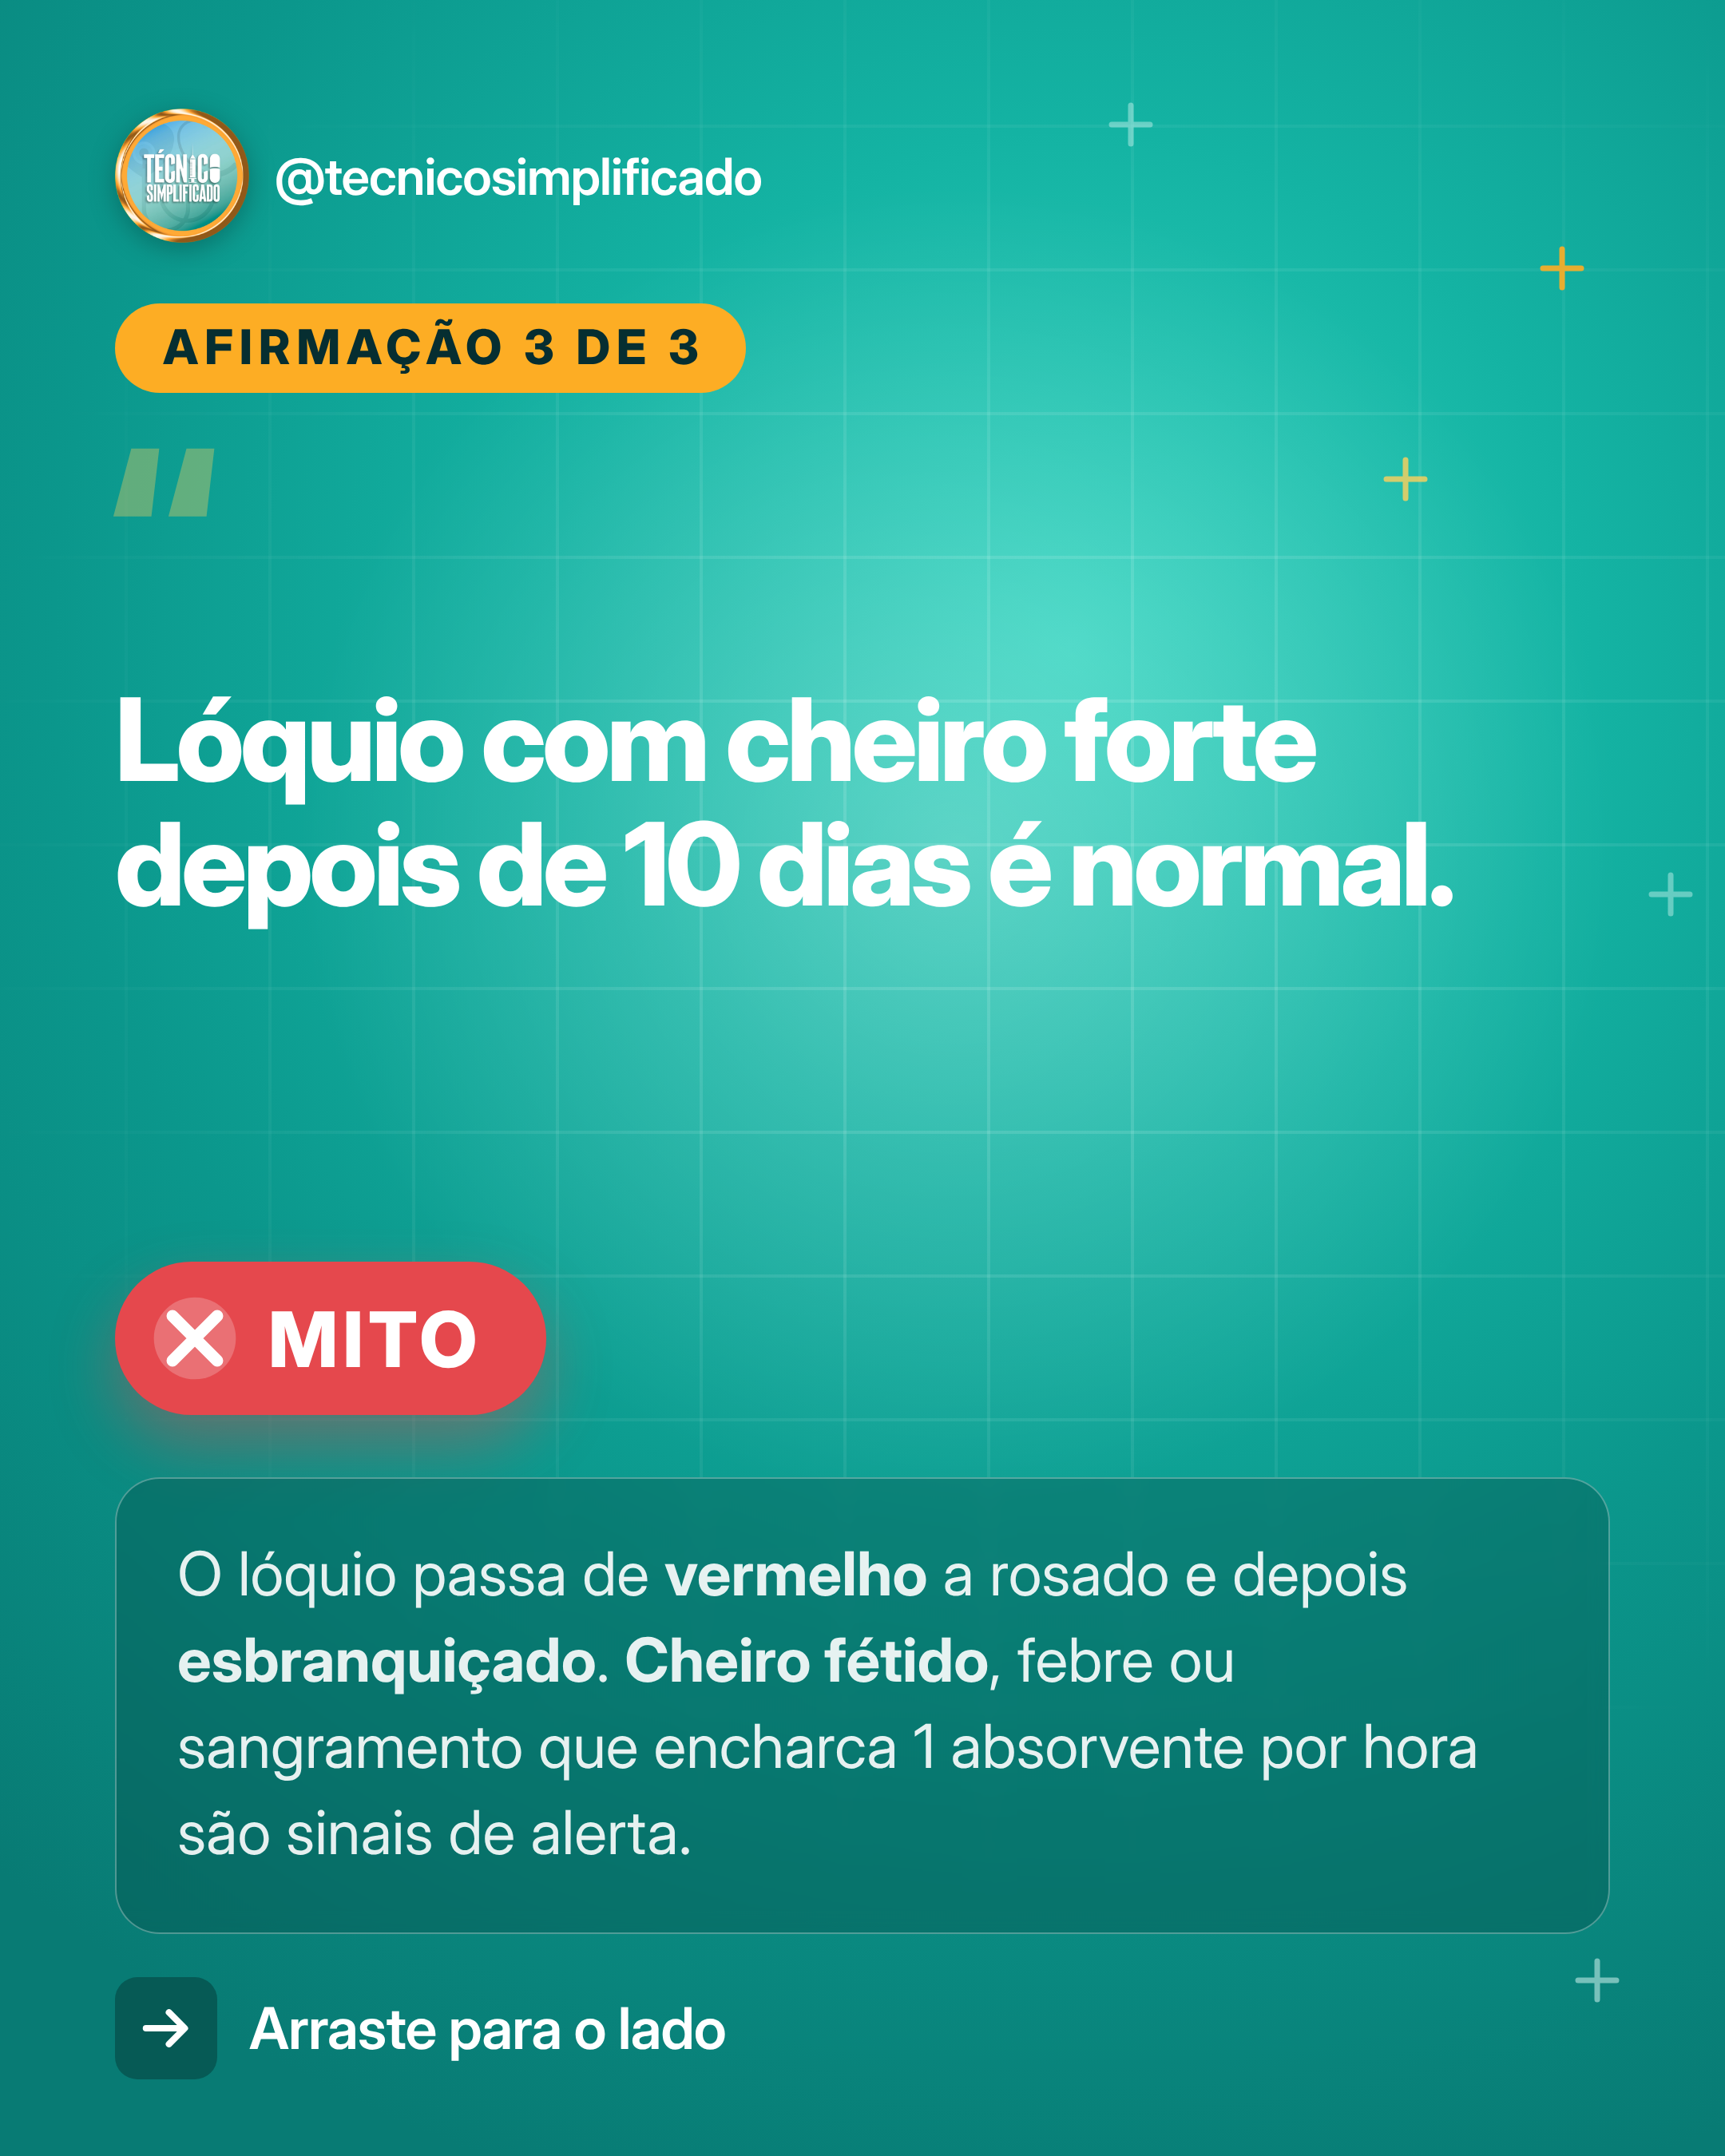 TÉCNICO
SIMPLIFICADO
@tecnicosimplificado
AFIRMAÇÃO 3 DE 3
"
Lóquio com cheiro forte
depois de 10 dias é normal.
MITO
O lóquio passa de vermelho a rosado e depois
esbranquiçado. Cheiro fétido, febre ou
sangramento que encharca 1 absorvente por hora
são sinais de alerta.
Arraste para o lado